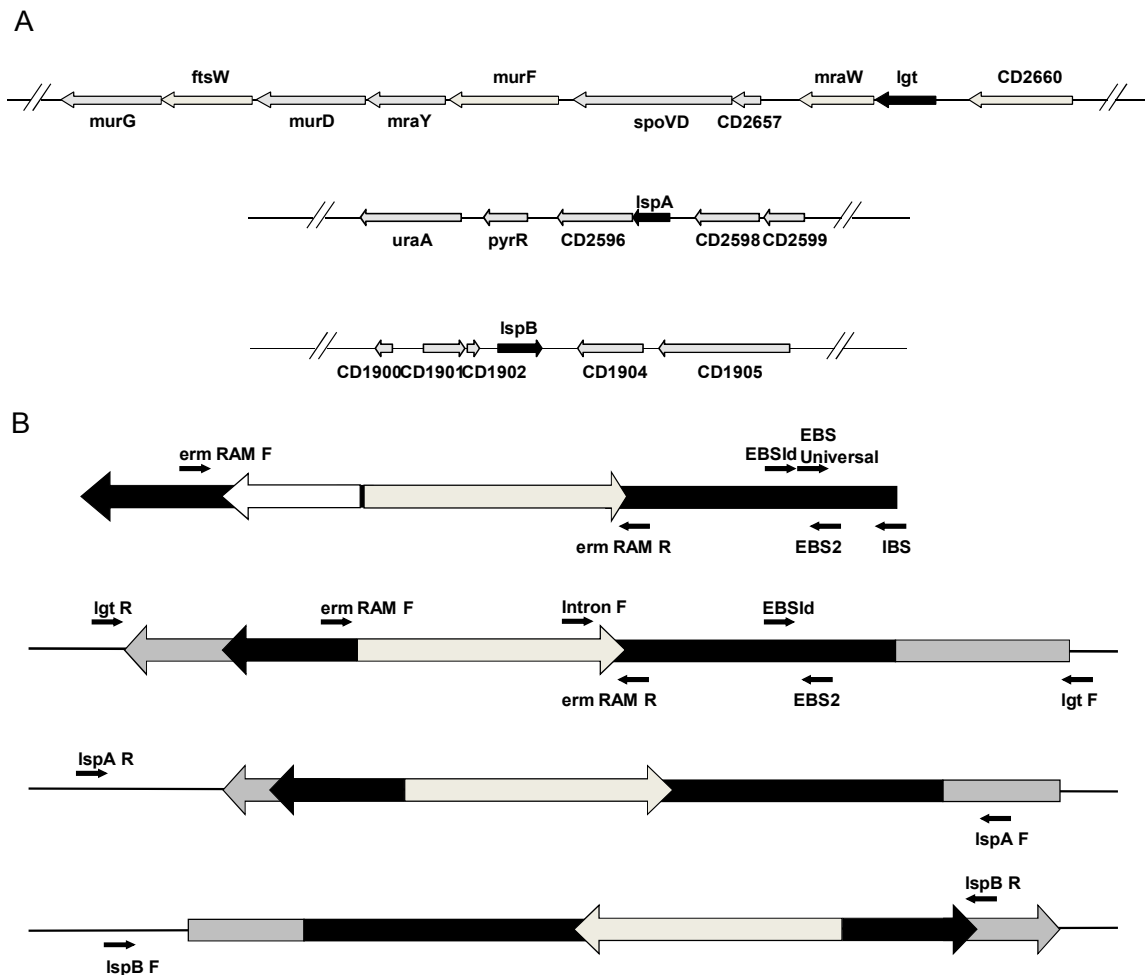 A
ftsW murF mraW lgt CD2660
murG murD mraY spoVD CD2657
lspA
uraA pyrR CD2596 CD2598 CD2599
lspB
CD1900 CD1901 CD1902 CD1904 CD1905
B
erm RAM F EBSId EBS Universal
erm RAM R EBS2 IBS
lgt R erm RAM F Intron F EBSId
erm RAM R EBS2 lgt F
lspA R
lspA F
lspB R
lspB F